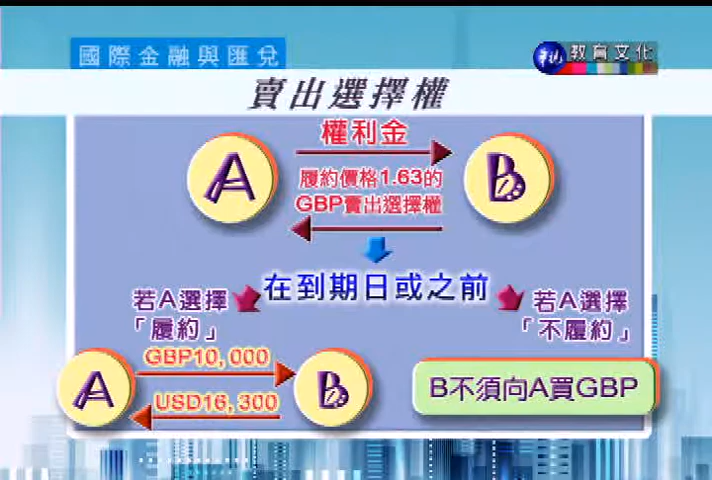 國際金融與匯兌
華視 教育文化
賣出選擇權
權利金
A
B
履約價格1.63的
GBP賣出選擇權
在到期日或之前
若A選擇
「履約」
若A選擇
「不履約」
GBP10,000
A
B
USD16,300
B不須向A買GBP